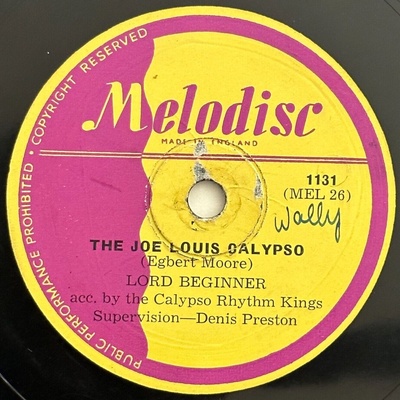 PUBLIC PERFORMANCE PROHIBITED · COPYRIGHT RESERVED
Melodisc
MADE IN ENGLAND
1131
(MEL 26)
Wally
THE JOE LOUIS CALYPSO
(Egbert Moore)
LORD BEGINNER
acc. by the Calypso Rhythm Kings
Supervision—Denis Preston